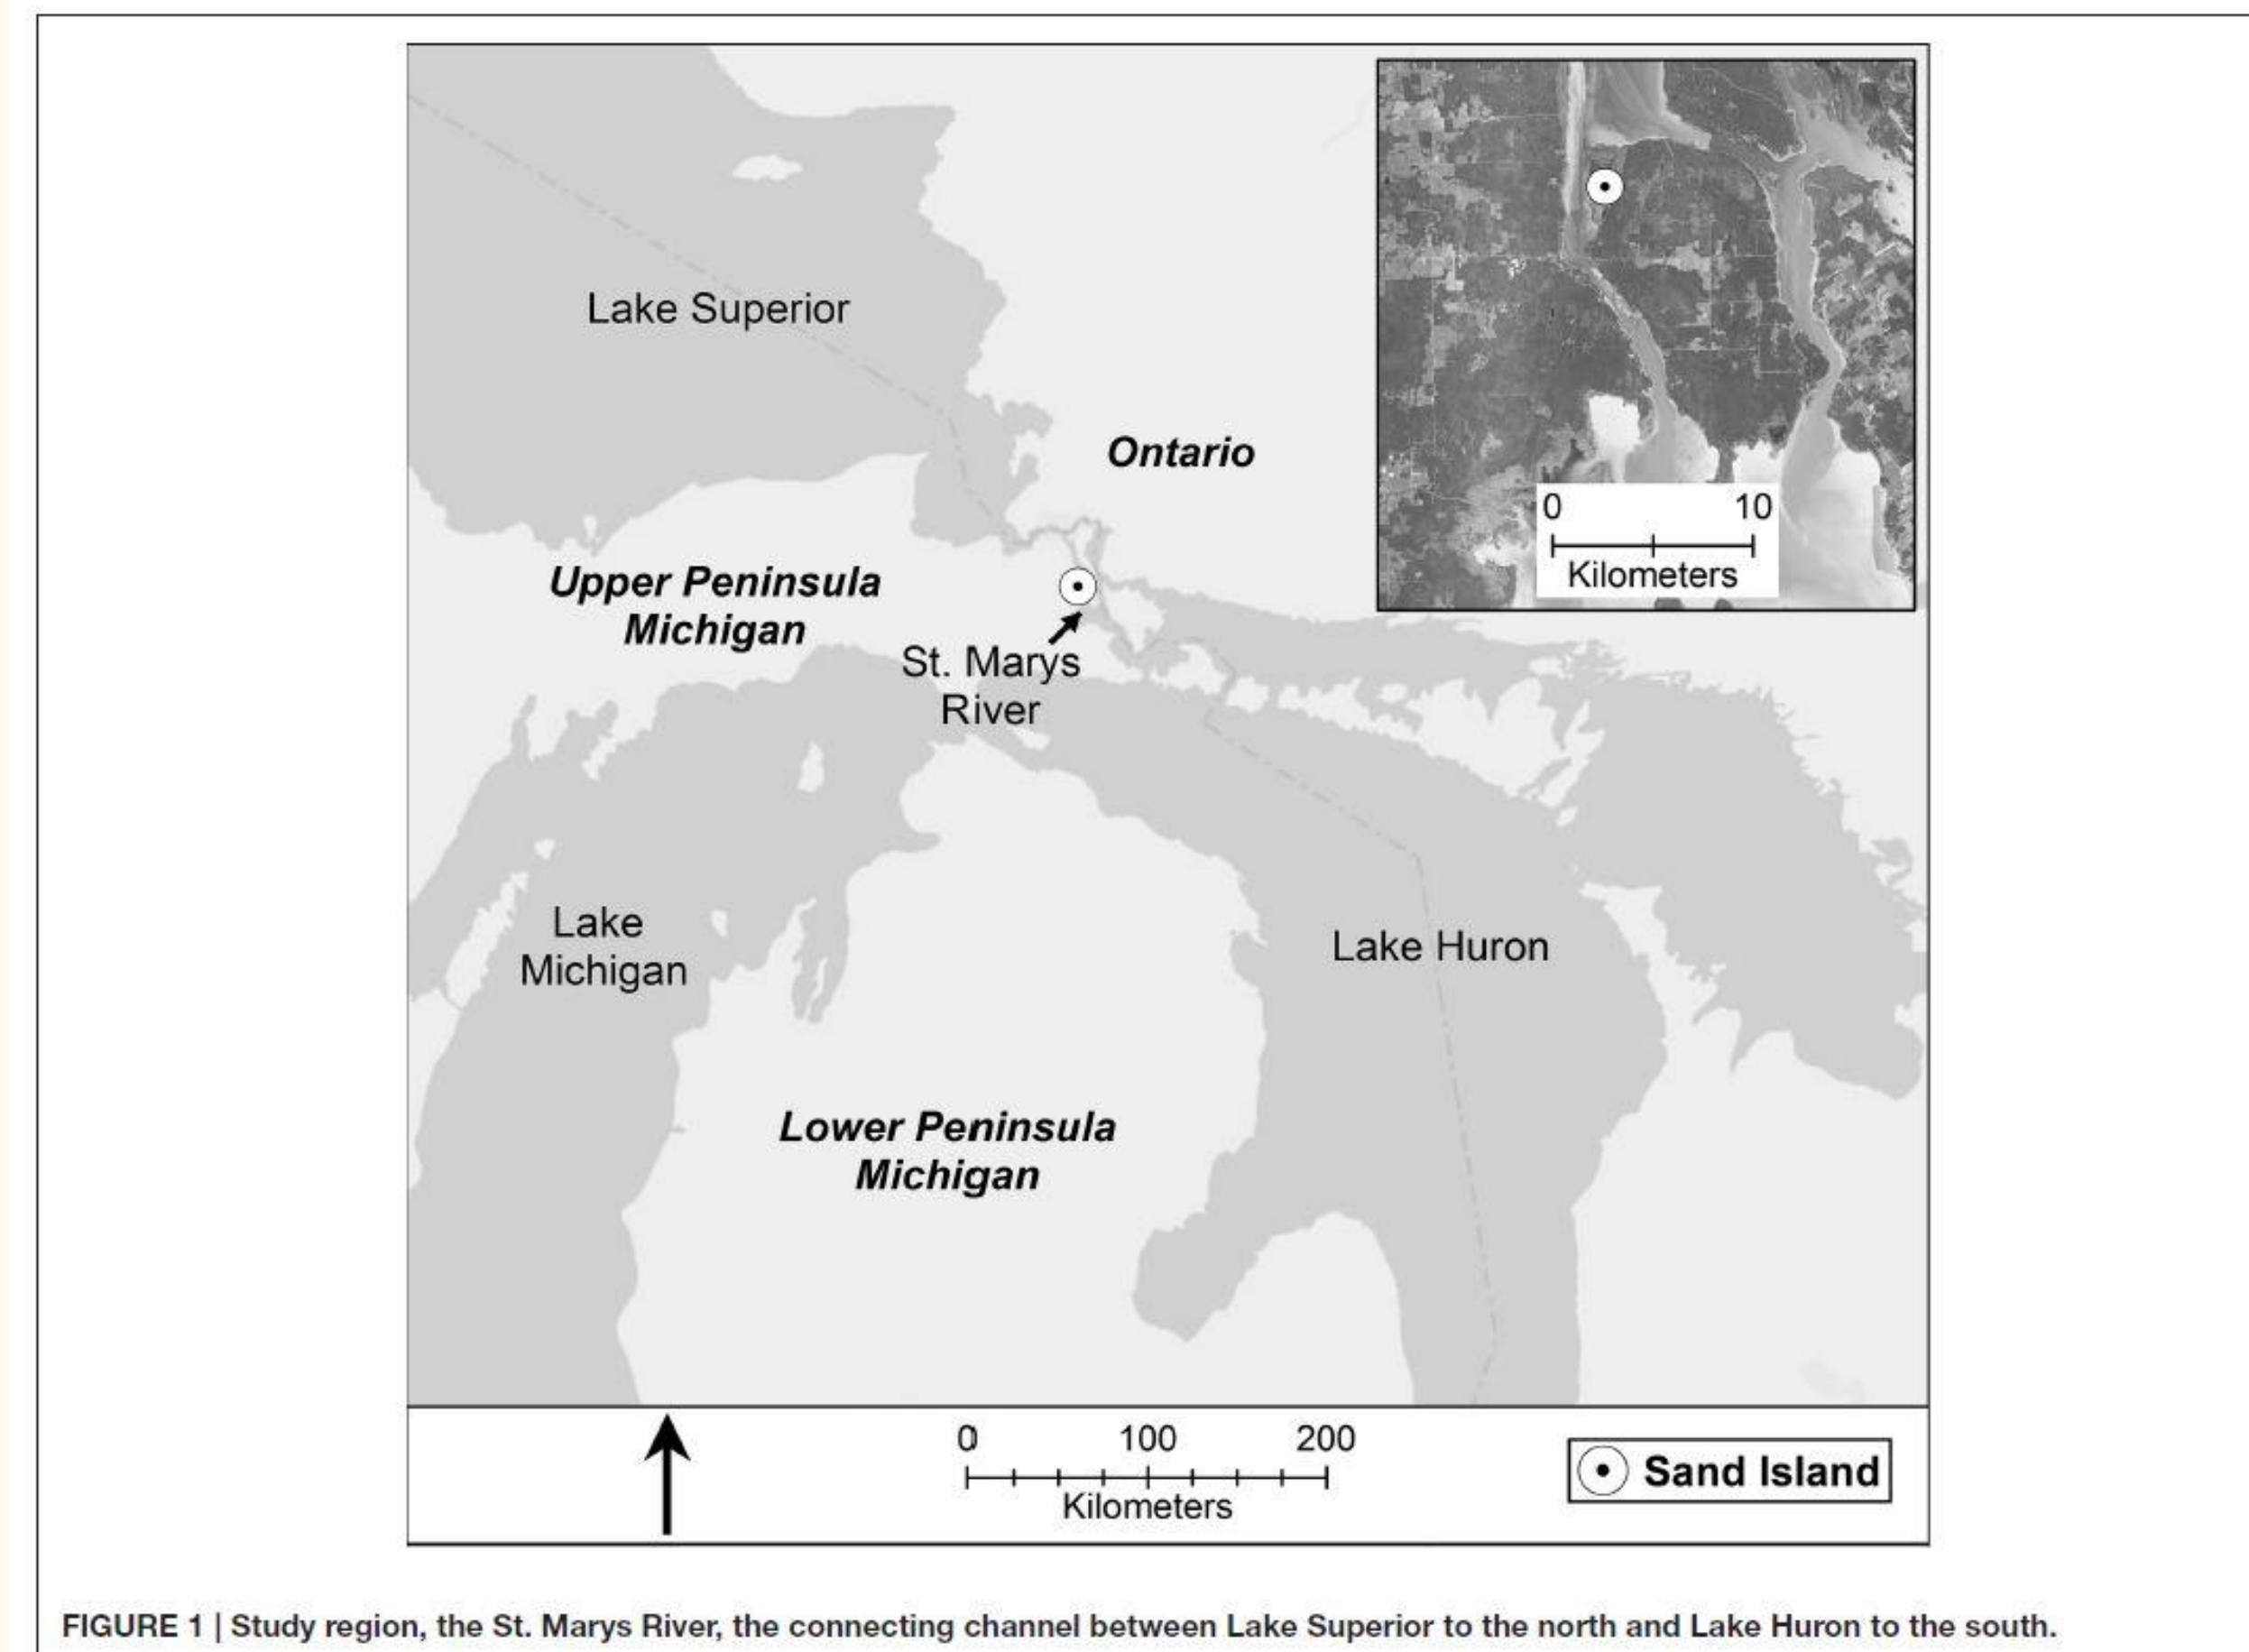 0 10
Kilometers
Lake Superior
Ontario
Upper Peninsula
Michigan
St. Marys
River
Lake
Michigan
Lake Huron
Lower Peninsula
Michigan
0 100 200
Kilometers
Sand Island
FIGURE 1 | Study region, the St. Marys River, the connecting channel between Lake Superior to the north and Lake Huron to the south.